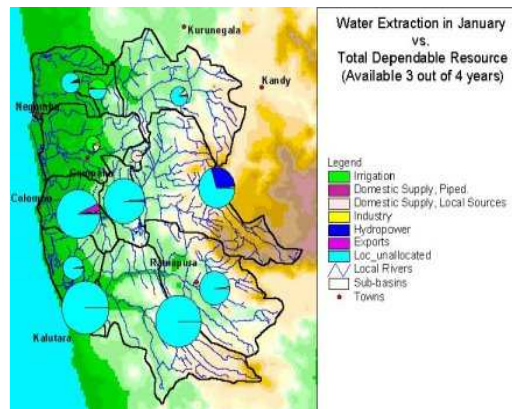 Water Extraction in January
vs.
Total Dependable Resource
(Available 3 out of 4 years)
Kurunegala
Kandy
Negombo
Gampaha
Colombo
Ratnapura
Kalutara
Legend
Irrigation
Domestic Supply, Piped.
Domestic Supply, Local Sources
Industry
Hydropower
Exports
Loc_unallocated
Local Rivers
Sub-basins
Towns